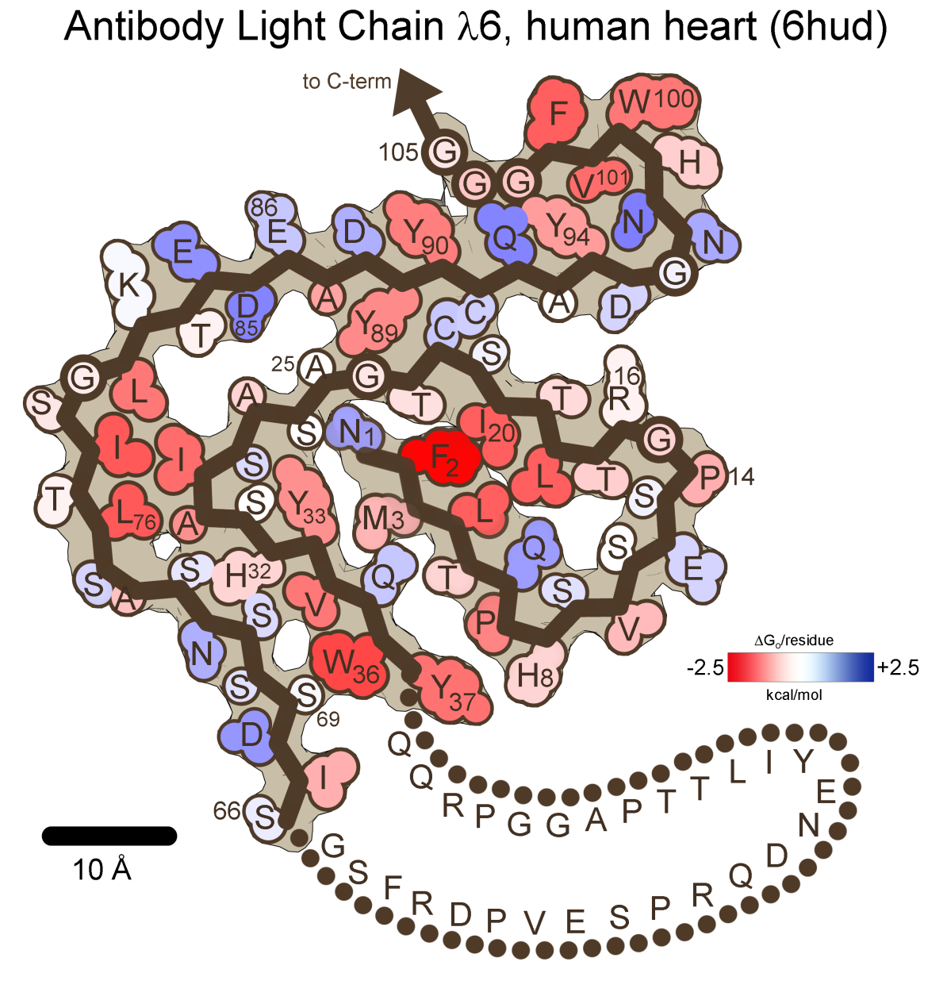 Antibody Light Chain λ6, human heart (6hud)
to C-term
F
W100
105 G
G
G
V101
H
86
E
E
D
Y90
Q
Y94
N
N
K
D
85
A
Y89
C
C
A
D
G
T
25 A
G
S
G
L
S
A
T
T
16
R
S
N1
I20
G
I
I
S
F2
L
T
P14
T
L76
A
S
Y33
M3
L
S
S
A
S
H32
Q
T
Q
S
S
E
S
V
P
V
N
W36
H8
S
S
69
Y37
D
I
66 S
ΔG₀/residue
-2.5
+2.5
kcal/mol
10 Å
Q
Q
R
P
G
G
A
P
T
T
L
I
Y
E
N
D
Q
R
P
S
E
V
P
D
R
F
S
G